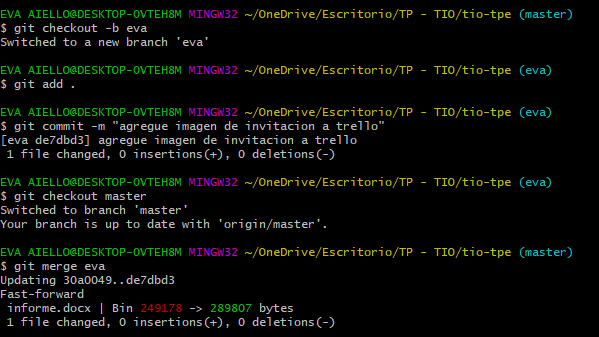 EVA AIELLO@DESKTOP-OVTEH8M MINGW32 ~/OneDrive/Escritorio/TP - TIO/tio-tpe (master)
$ git checkout -b eva
Switched to a new branch 'eva'
EVA AIELLO@DESKTOP-OVTEH8M MINGW32 ~/OneDrive/Escritorio/TP - TIO/tio-tpe (eva)
$ git add .
EVA AIELLO@DESKTOP-OVTEH8M MINGW32 ~/OneDrive/Escritorio/TP - TIO/tio-tpe (eva)
$ git commit -m "agregue imagen de invitacion a trello"
[eva de7dbd3] agregue imagen de invitacion a trello
 1 file changed, 0 insertions(+), 0 deletions(-)
EVA AIELLO@DESKTOP-OVTEH8M MINGW32 ~/OneDrive/Escritorio/TP - TIO/tio-tpe (eva)
$ git checkout master
Switched to branch 'master'
Your branch is up to date with 'origin/master'.
EVA AIELLO@DESKTOP-OVTEH8M MINGW32 ~/OneDrive/Escritorio/TP - TIO/tio-tpe (master)
$ git merge eva
Updating 30a0049..de7dbd3
Fast-forward
 informe.docx | Bin 249178 -> 289807 bytes
 1 file changed, 0 insertions(+), 0 deletions(-)